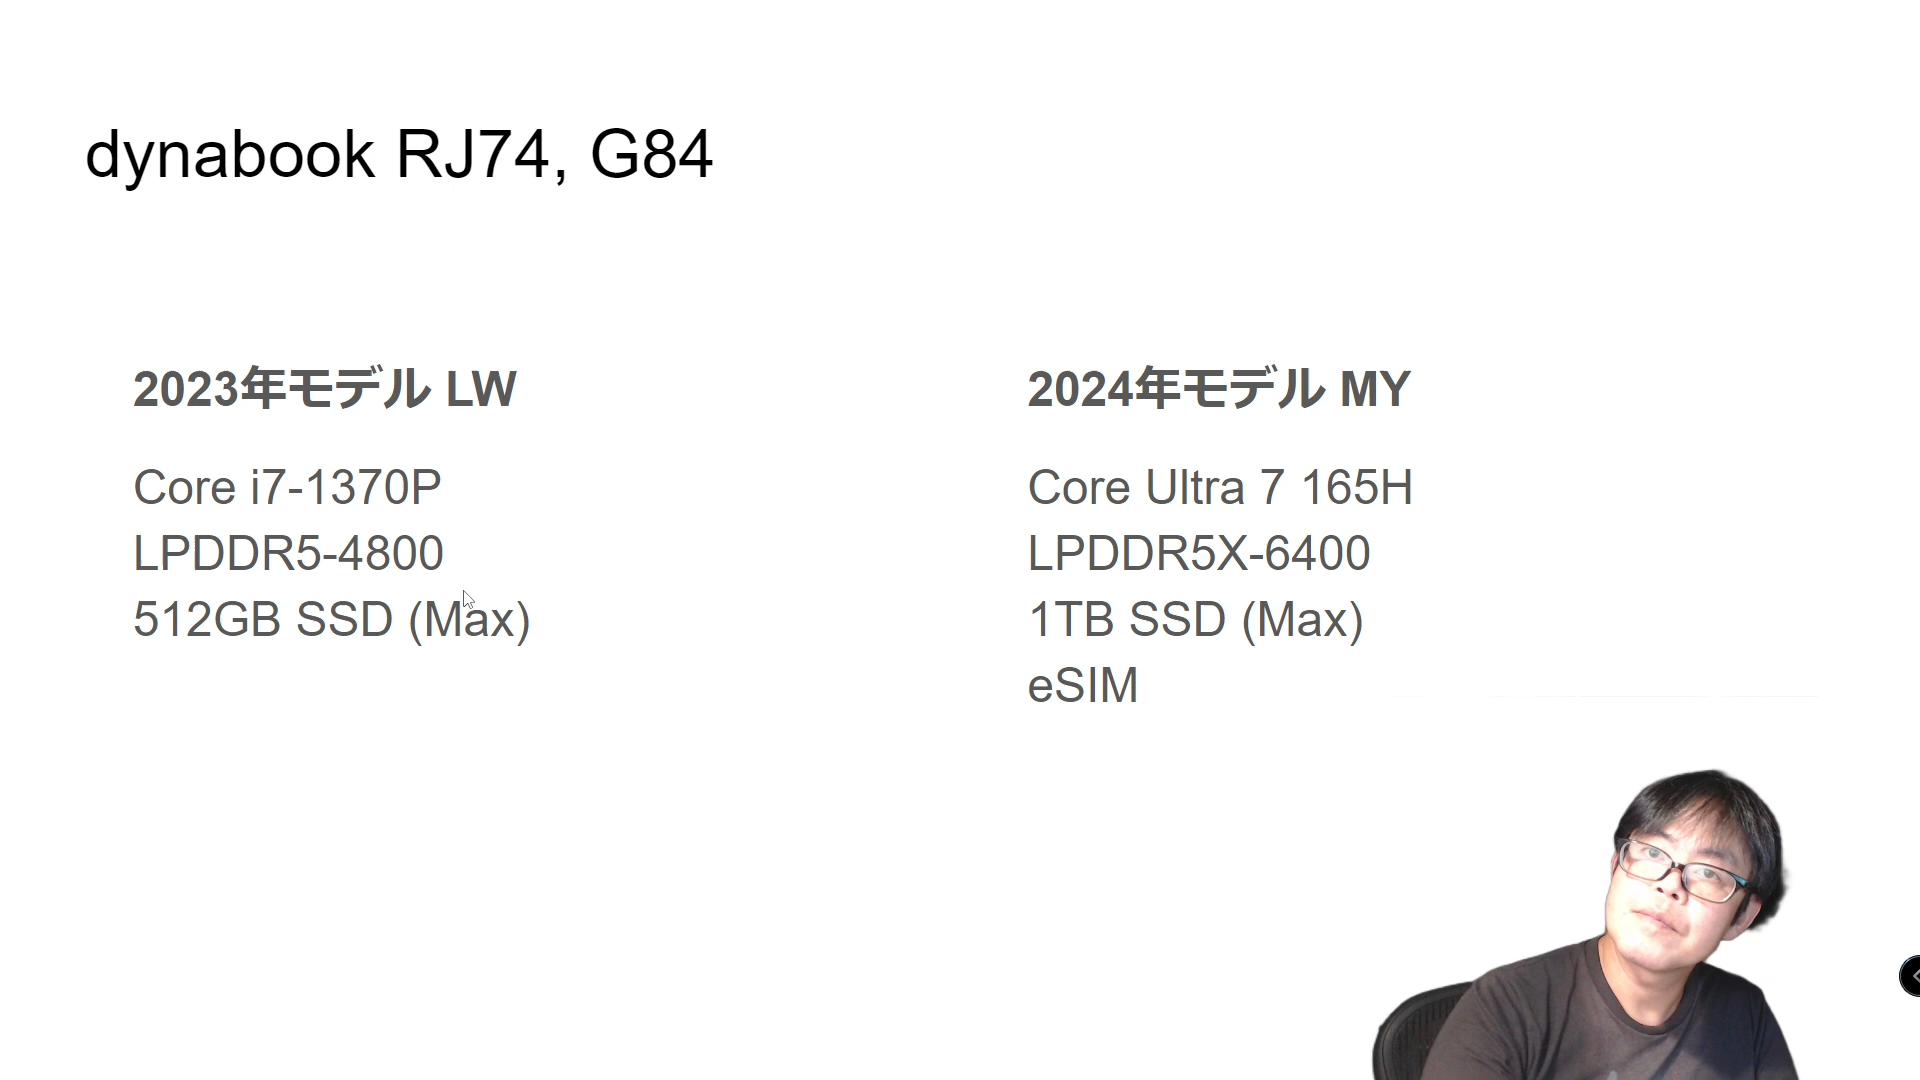 dynabook RJ74, G84
2023年モデル LW
Core i7-1370P
LPDDR5-4800
512GB SSD (Max)
2024年モデル MY
Core Ultra 7 165H
LPDDR5X-6400
1TB SSD (Max)
eSIM